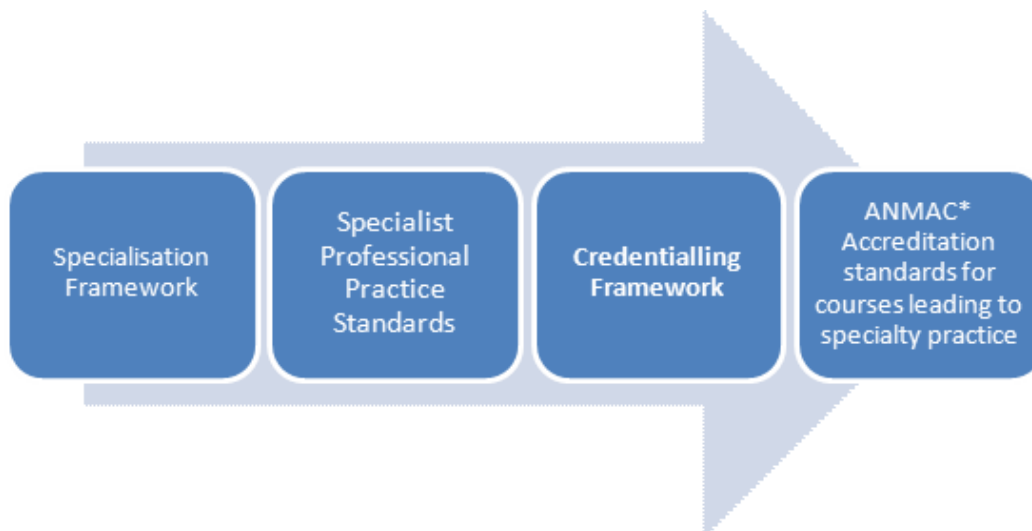 Specialisation
Framework
Specialist
Professional
Practice
Standards
Credentialling
Framework
ANMAC*
Accreditation
standards for
courses leading to
specialty practice